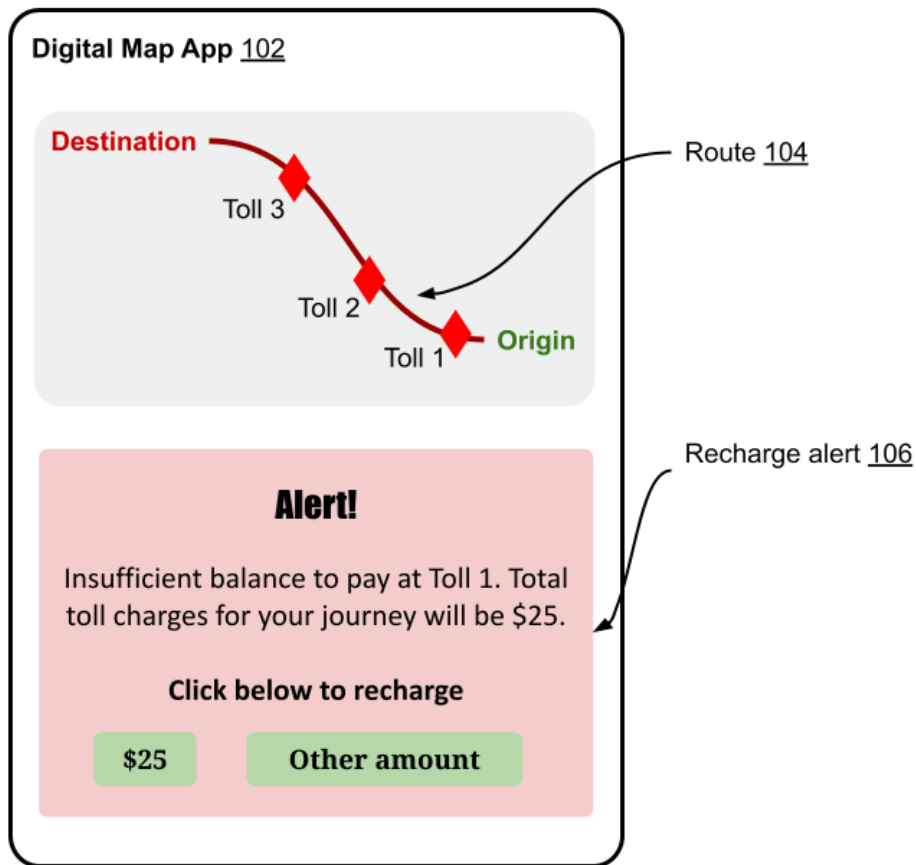 Digital Map App 102
Destination
Route 104
Toll 3
Toll 2
Origin
Toll 1
Recharge alert 106
Alert!
Insufficient balance to pay at Toll 1. Total
toll charges for your journey will be $25.
Click below to recharge
$25
Other amount